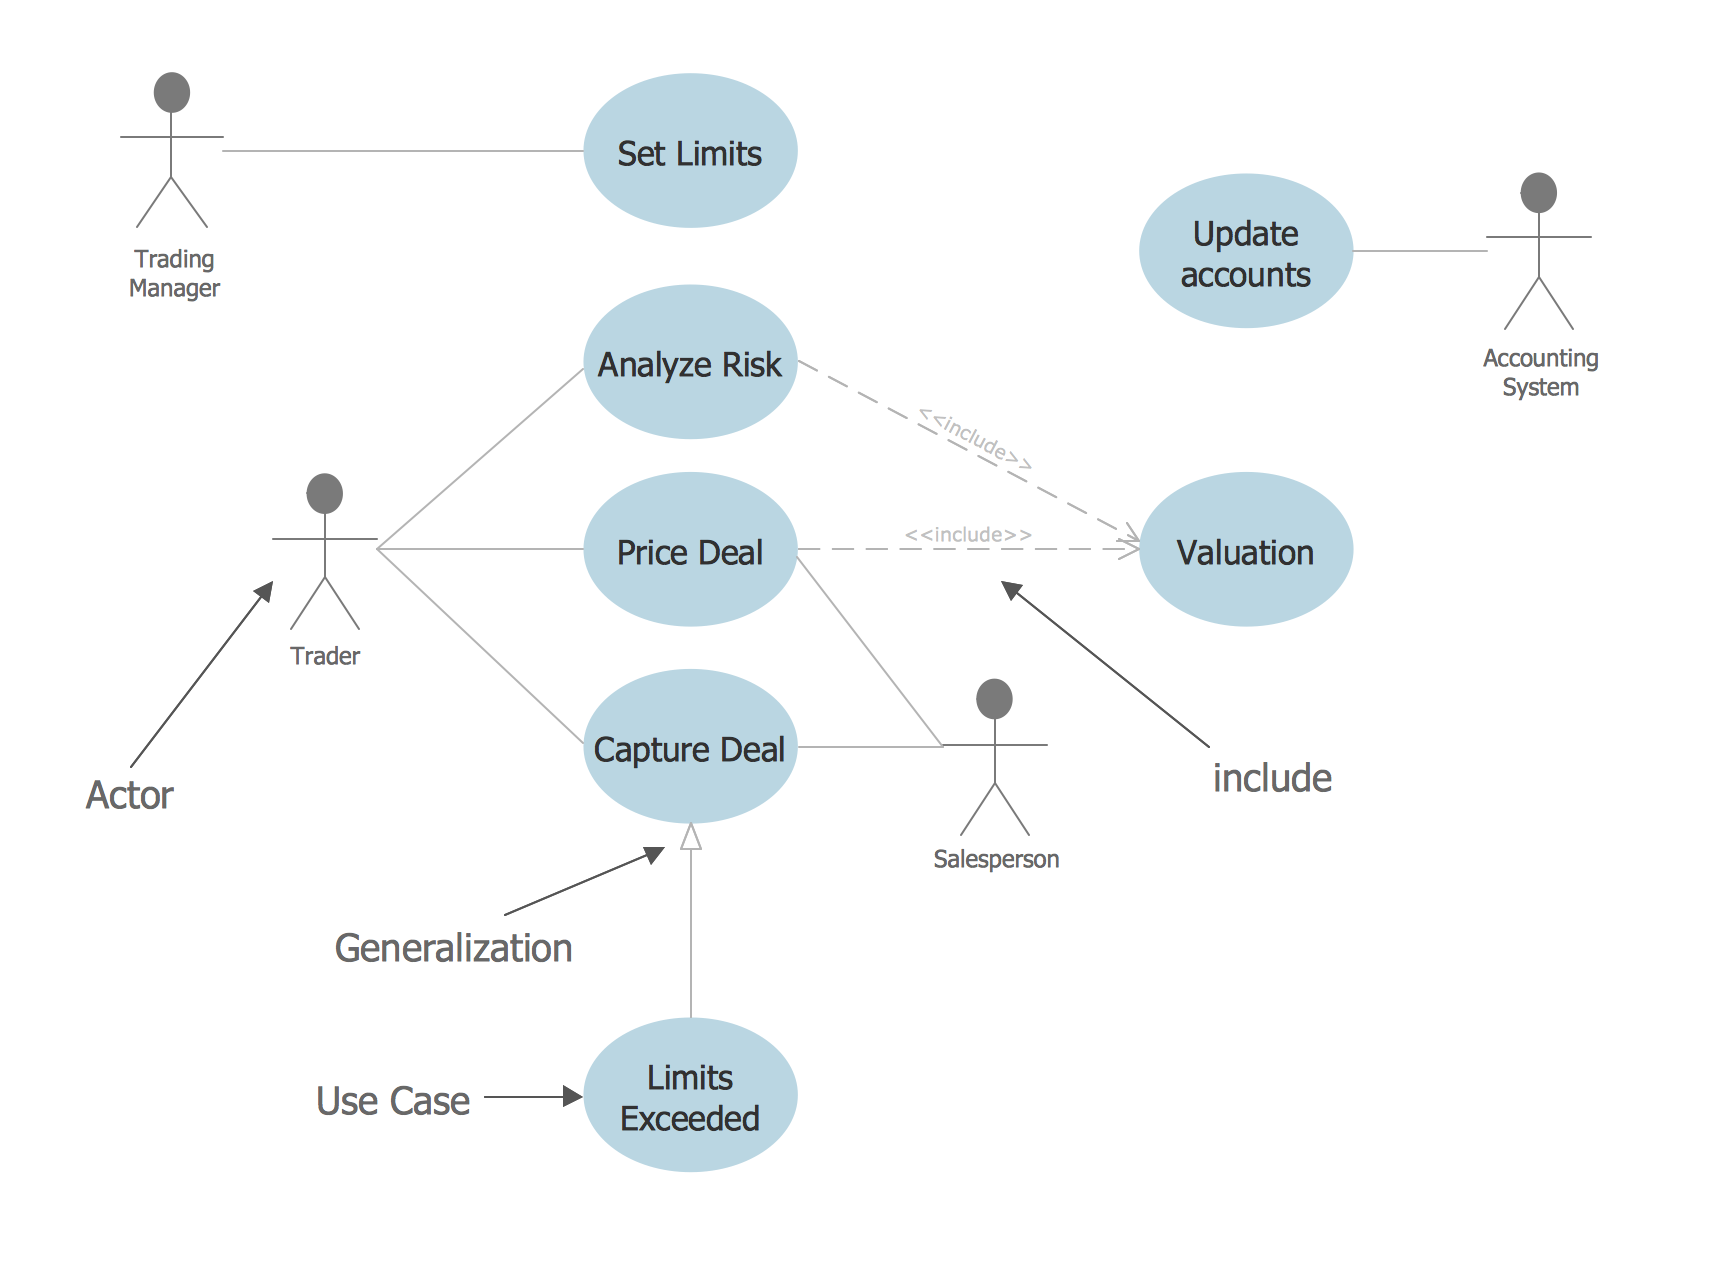 Set Limits
Trading
Manager
Update
accounts
Accounting
System
Analyze Risk
<<include>>
Price Deal
<<include>>
Valuation
Trader
Capture Deal
Actor
include
Salesperson
Generalization
Limits
Exceeded
Use Case